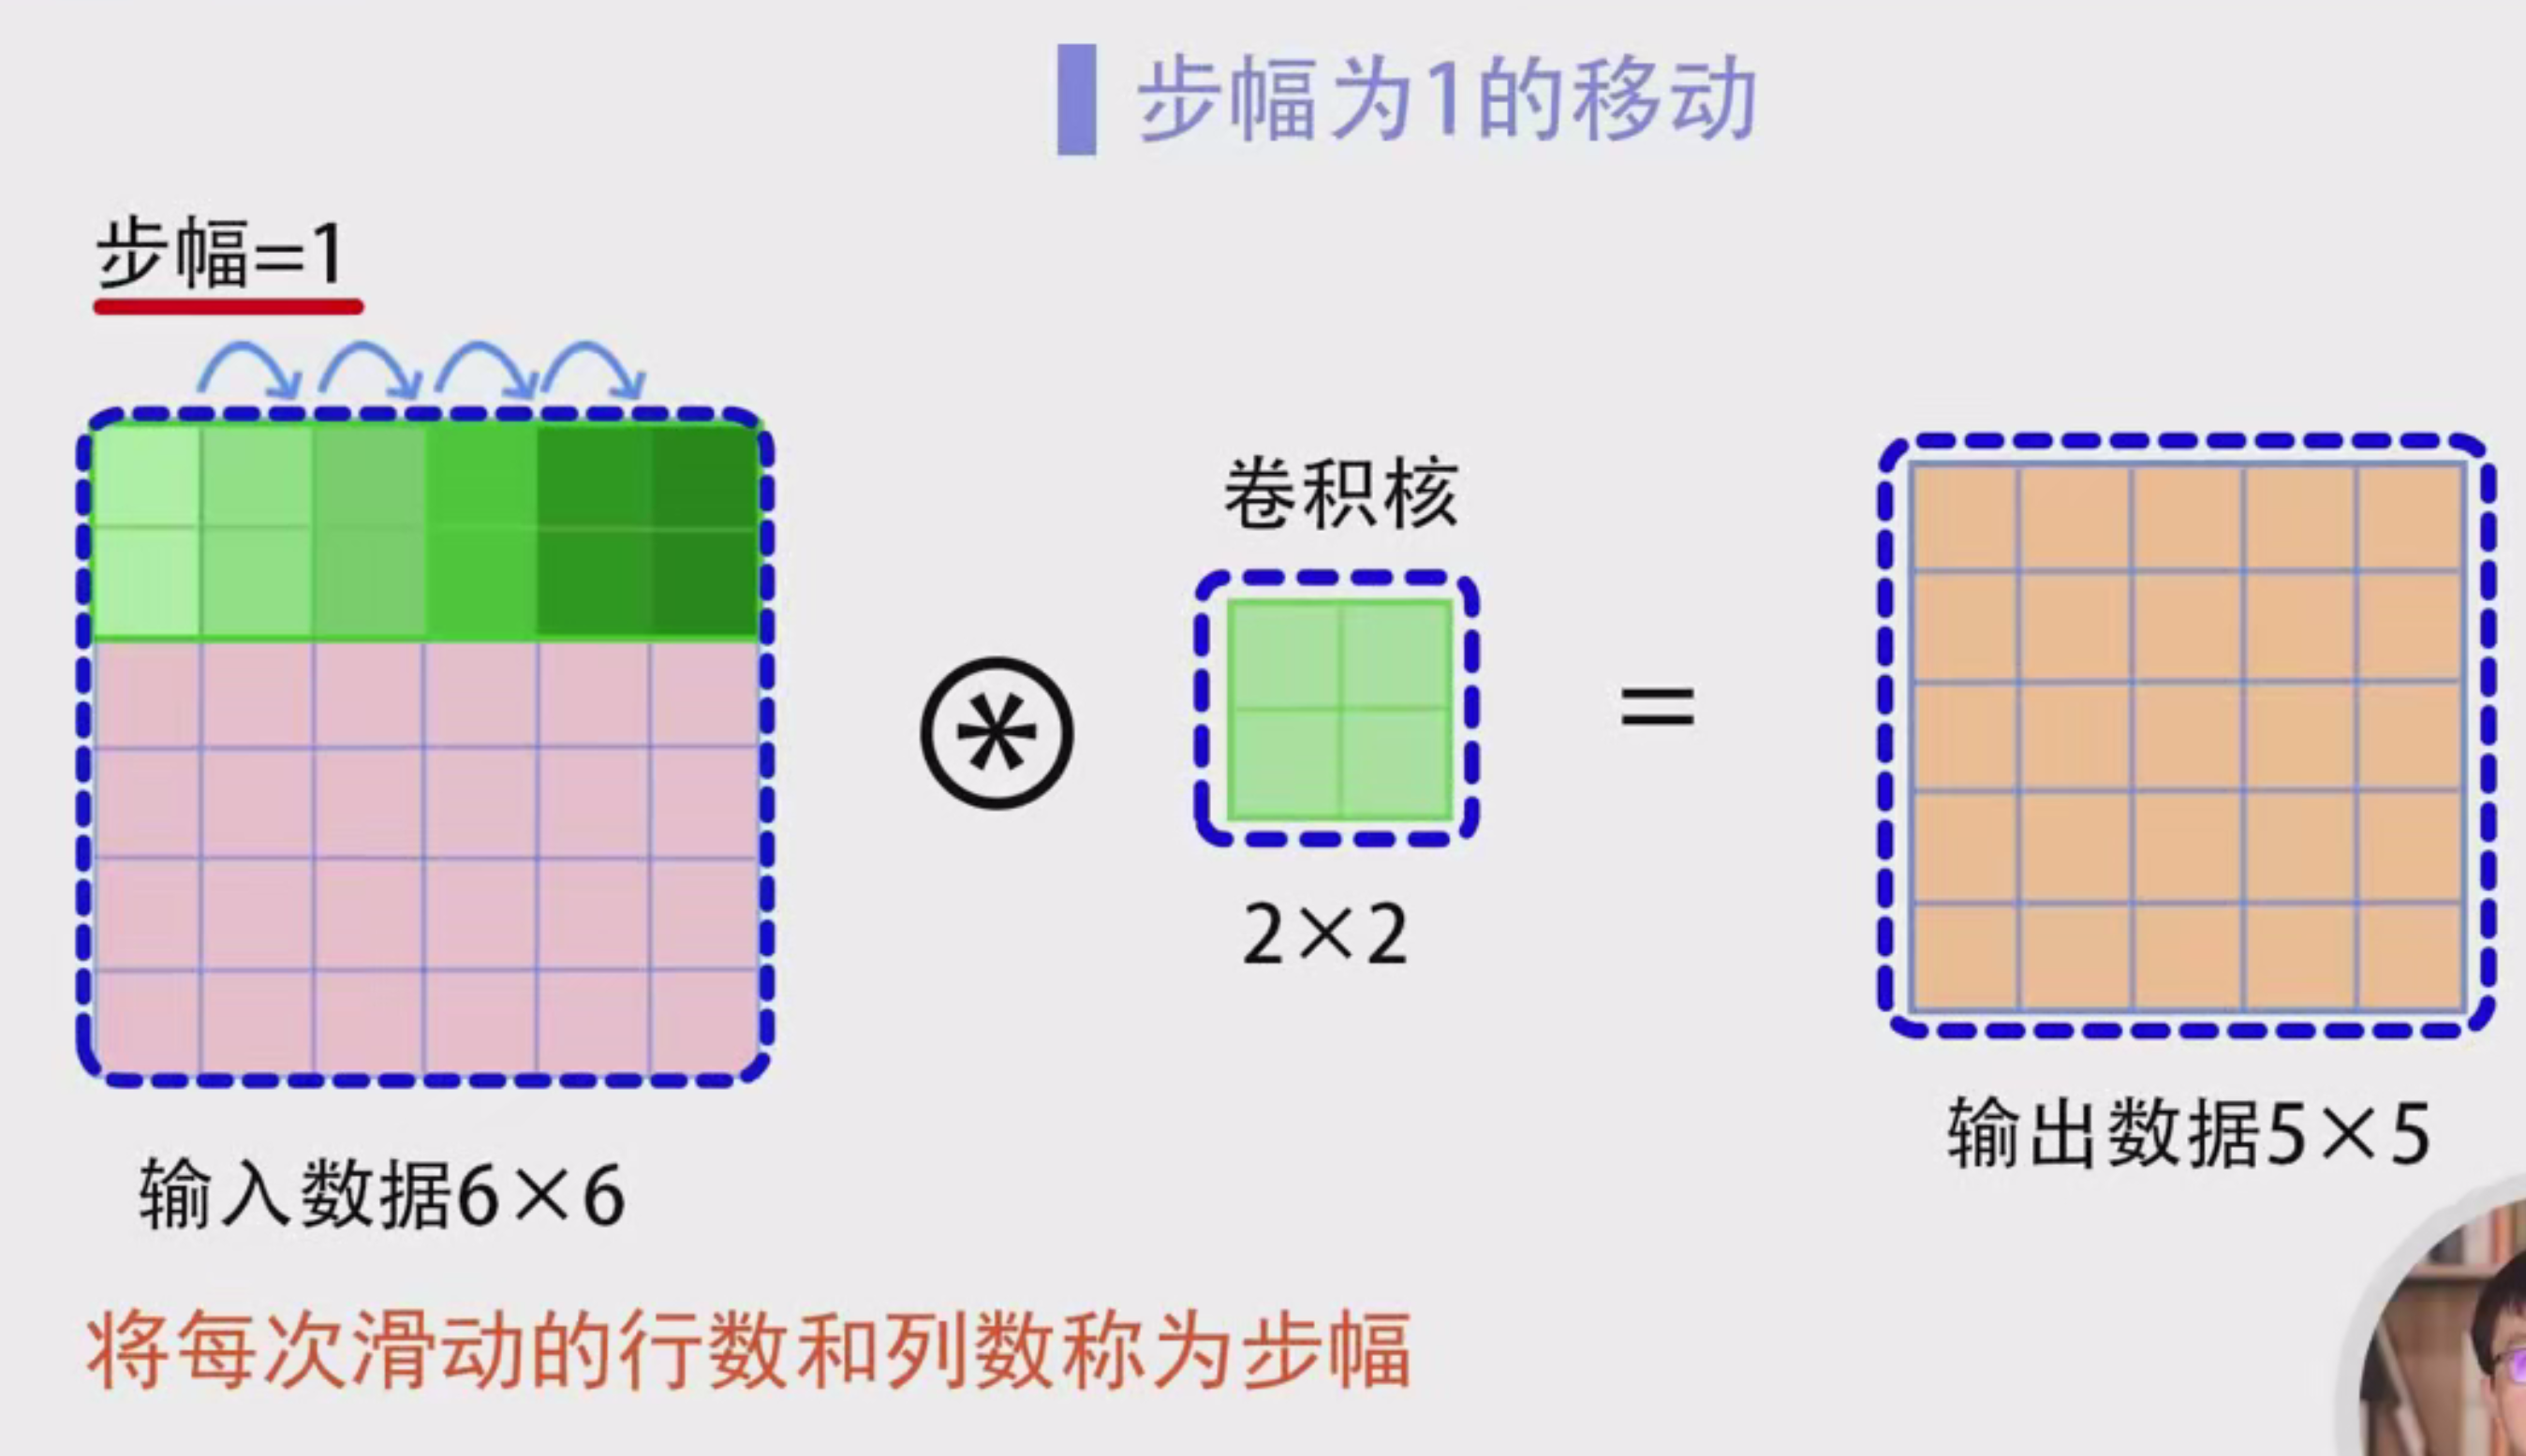 步幅为1的移动
步幅=1
卷积核
⊛
=
2×2
输入数据6×6
输出数据5×5
将每次滑动的行数和列数称为步幅